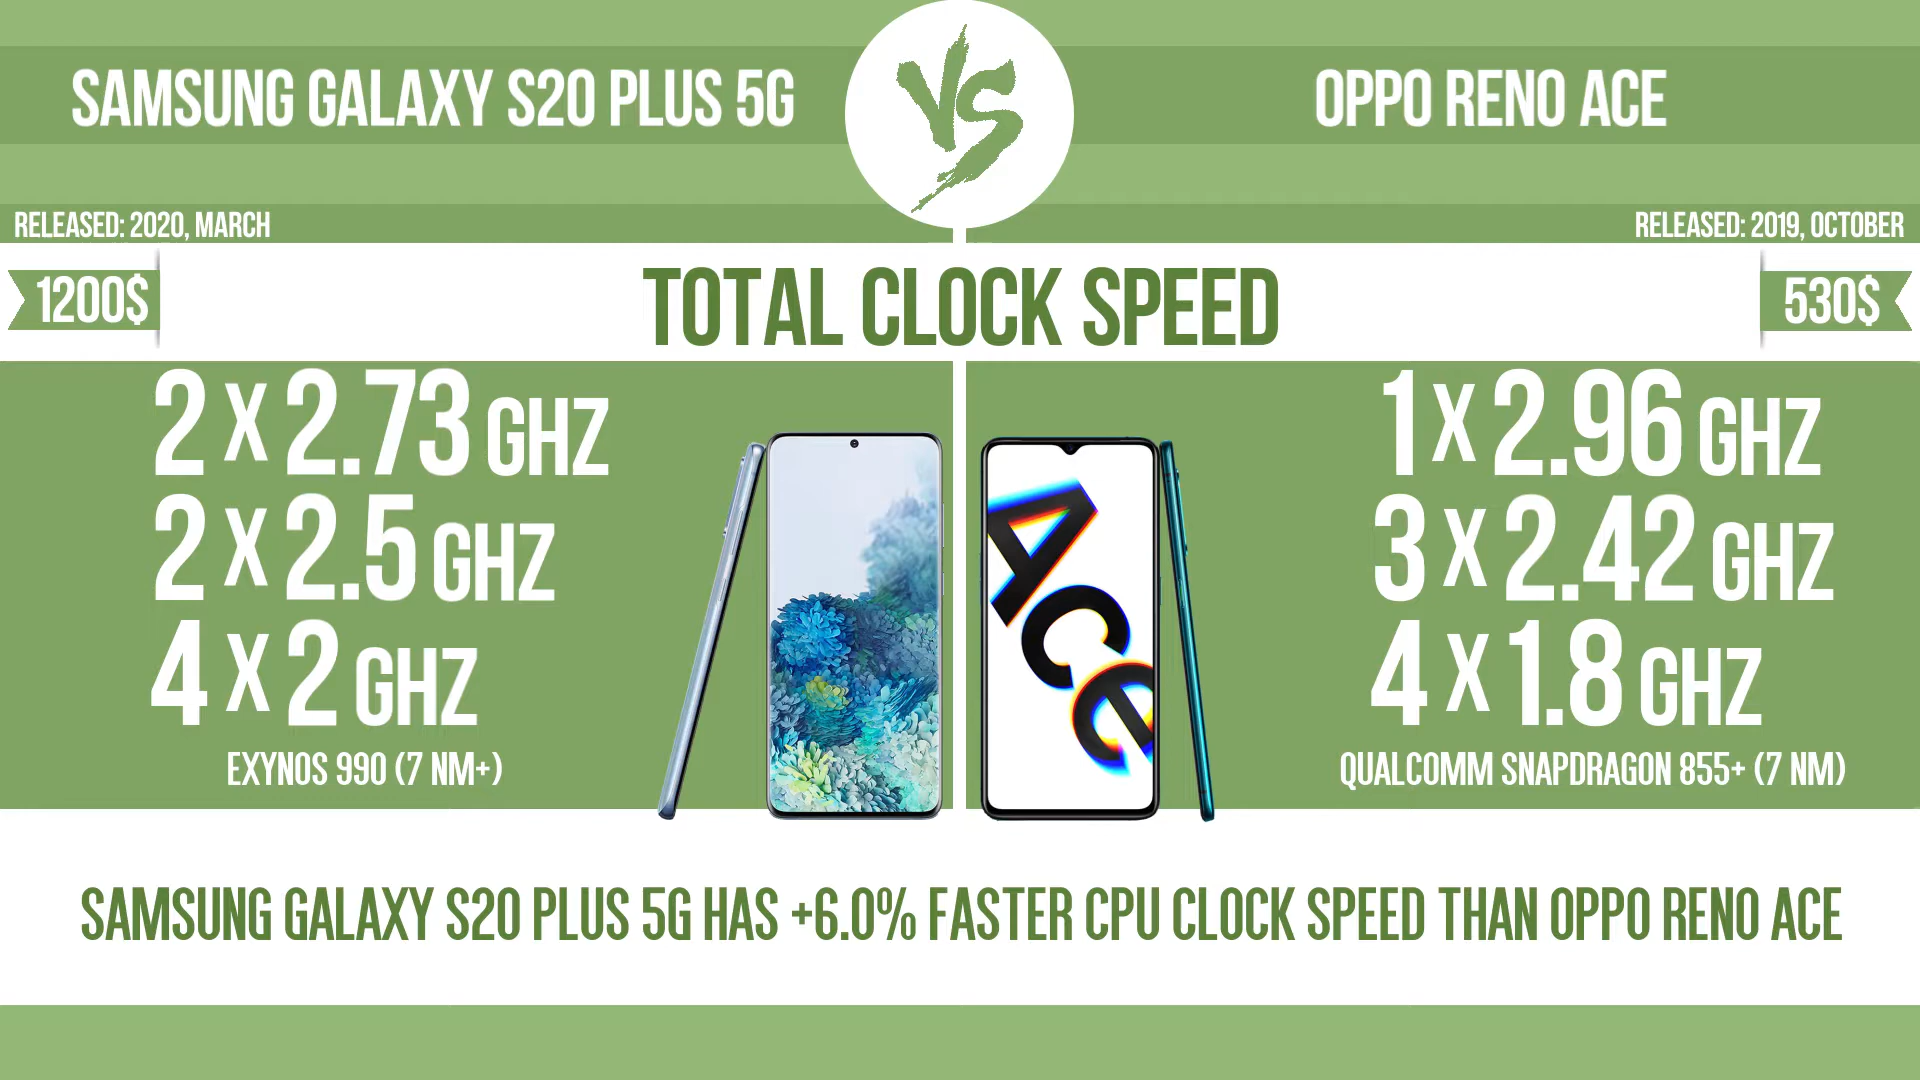 SAMSUNG GALAXY S20 PLUS 5G
VS
OPPO RENO ACE
RELEASED: 2020, MARCH
RELEASED: 2019, OCTOBER
1200$
TOTAL CLOCK SPEED
530$
2 X 2.73 GHZ
2 X 2.5 GHZ
4 X 2 GHZ
EXYNOS 990 (7 NM+)
Ace
1 X 2.96 GHZ
3 X 2.42 GHZ
4 X 1.8 GHZ
QUALCOMM SNAPDRAGON 855+ (7 NM)
SAMSUNG GALAXY S20 PLUS 5G HAS +6.0% FASTER CPU CLOCK SPEED THAN OPPO RENO ACE